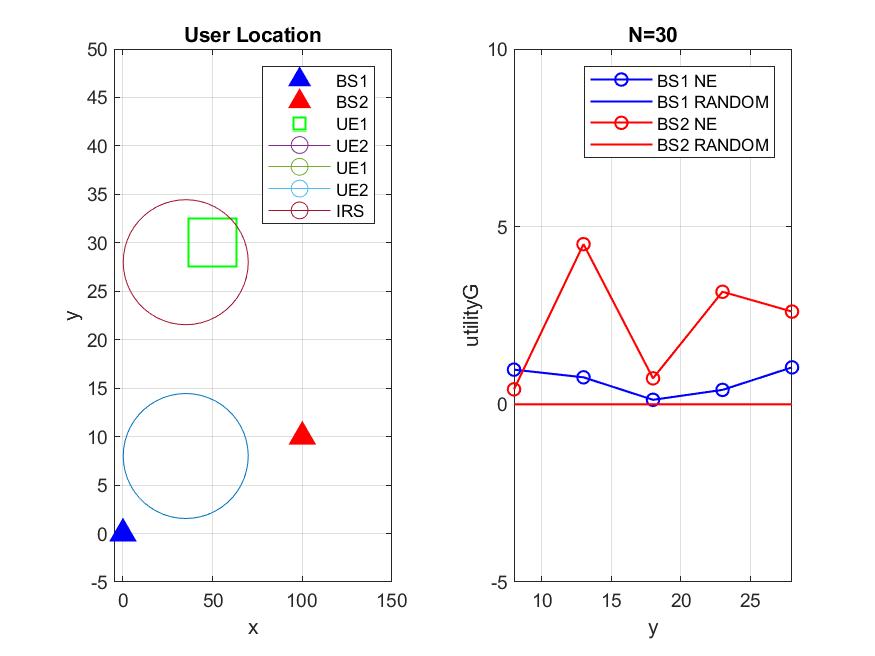 User Location
50
45
40
35
30
25
20
15
10
5
0
-5
0
50
100
150
x
y
BS1
BS2
UE1
UE2
UE1
UE2
IRS
N=30
10
5
0
-5
10
15
20
25
y
utilityG
BS1 NE
BS1 RANDOM
BS2 NE
BS2 RANDOM